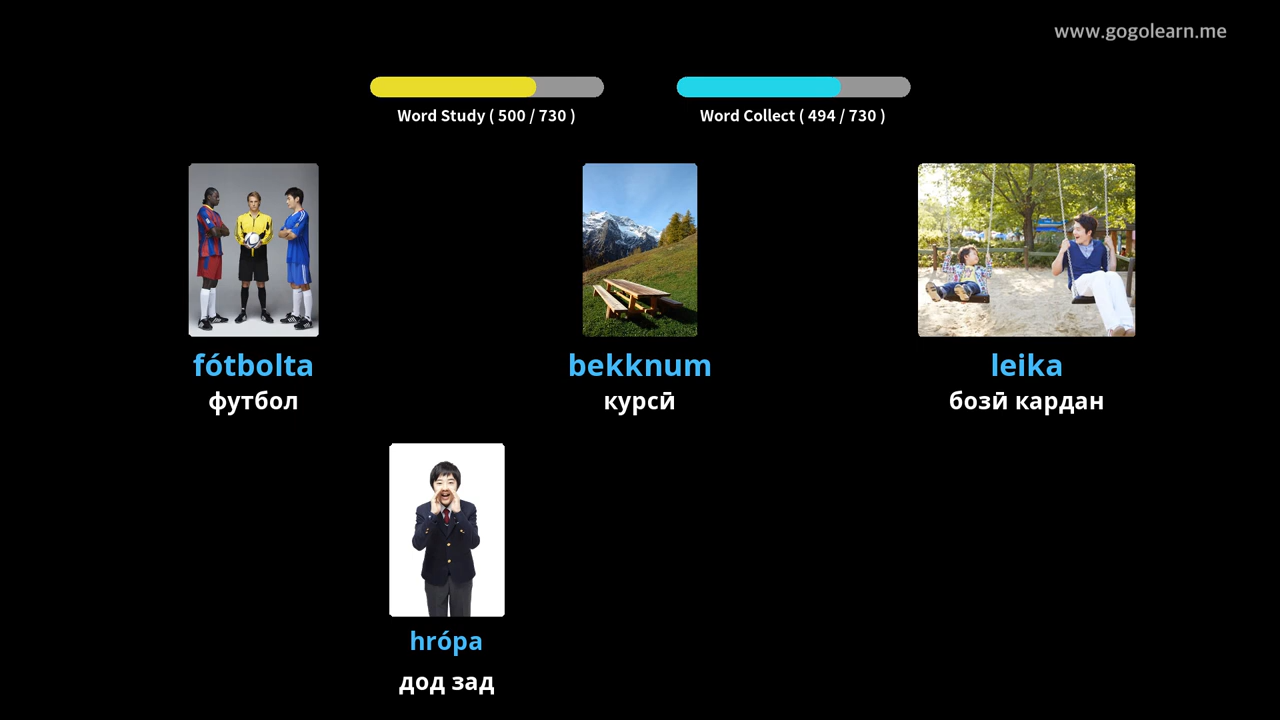 www.gogolearn.me
Word Study ( 500 / 730 )
Word Collect ( 494 / 730 )
fótbolta
футбол
bekknum
курсӣ
leika
бозӣ кардан
hrópa
дод зад